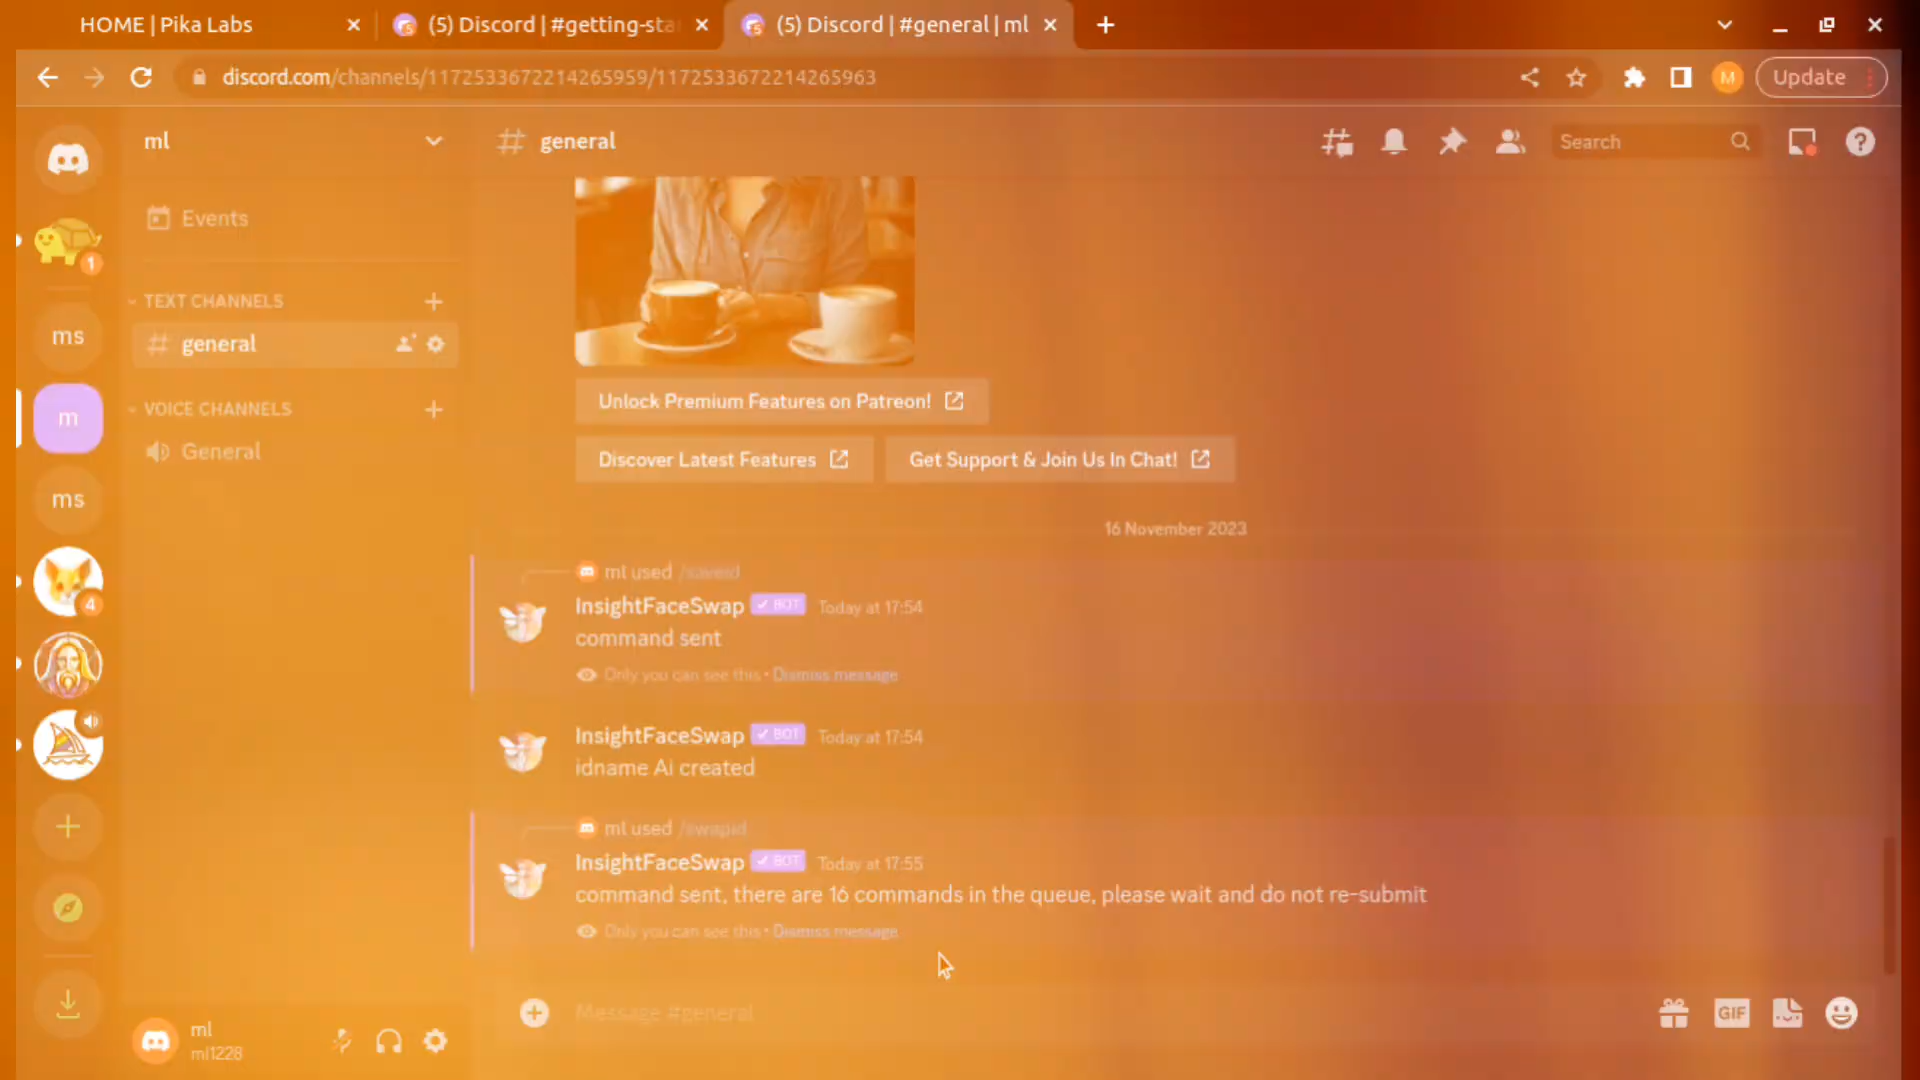 HOME | Pika Labs
(5) Discord | #getting-sta
(5) Discord | #general | ml
discord.com/channels/1172533672214265959/1172533672214265963
M
Update
ml
general
Search
Events
1
TEXT CHANNELS
ms
general
m
VOICE CHANNELS
General
ms
4
Unlock Premium Features on Patreon!
Discover Latest Features
Get Support & Join Us In Chat!
16 November 2023
ml used /saveid
InsightFaceSwap ✓ BOT Today at 17:54
command sent
Only you can see this • Dismiss message
InsightFaceSwap ✓ BOT Today at 17:54
idname Ai created
ml used /swapid
InsightFaceSwap ✓ BOT Today at 17:55
command sent, there are 16 commands in the queue, please wait and do not re-submit
Only you can see this • Dismiss message
Message #general
GIF
ml
ml1228